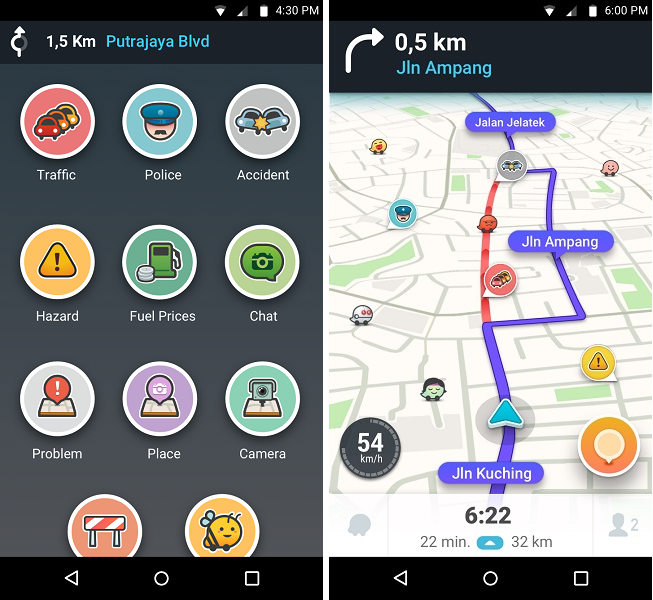 4:30 PM
1,5 Km Putrajaya Blvd
Traffic
Police
Accident
Hazard
Fuel Prices
Chat
Problem
Place
Camera
6:00 PM
0,5 km
Jln Ampang
Jalan Jelatek
Jln Ampang
54
km/h
Jln Kuching
6:22
22 min. 32 km
2